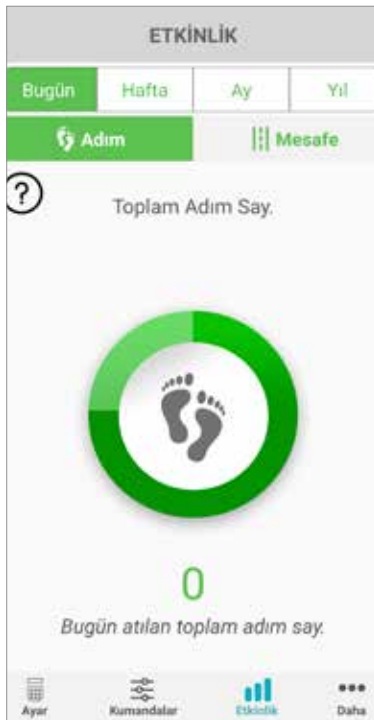 ETKİNLİK
Bugün Hafta Ay Yıl
Adım Mesafe
?
Toplam Adım Say.
0
Bugün atılan toplam adım say.
Ayar Kumandalar Etkinlik Daha